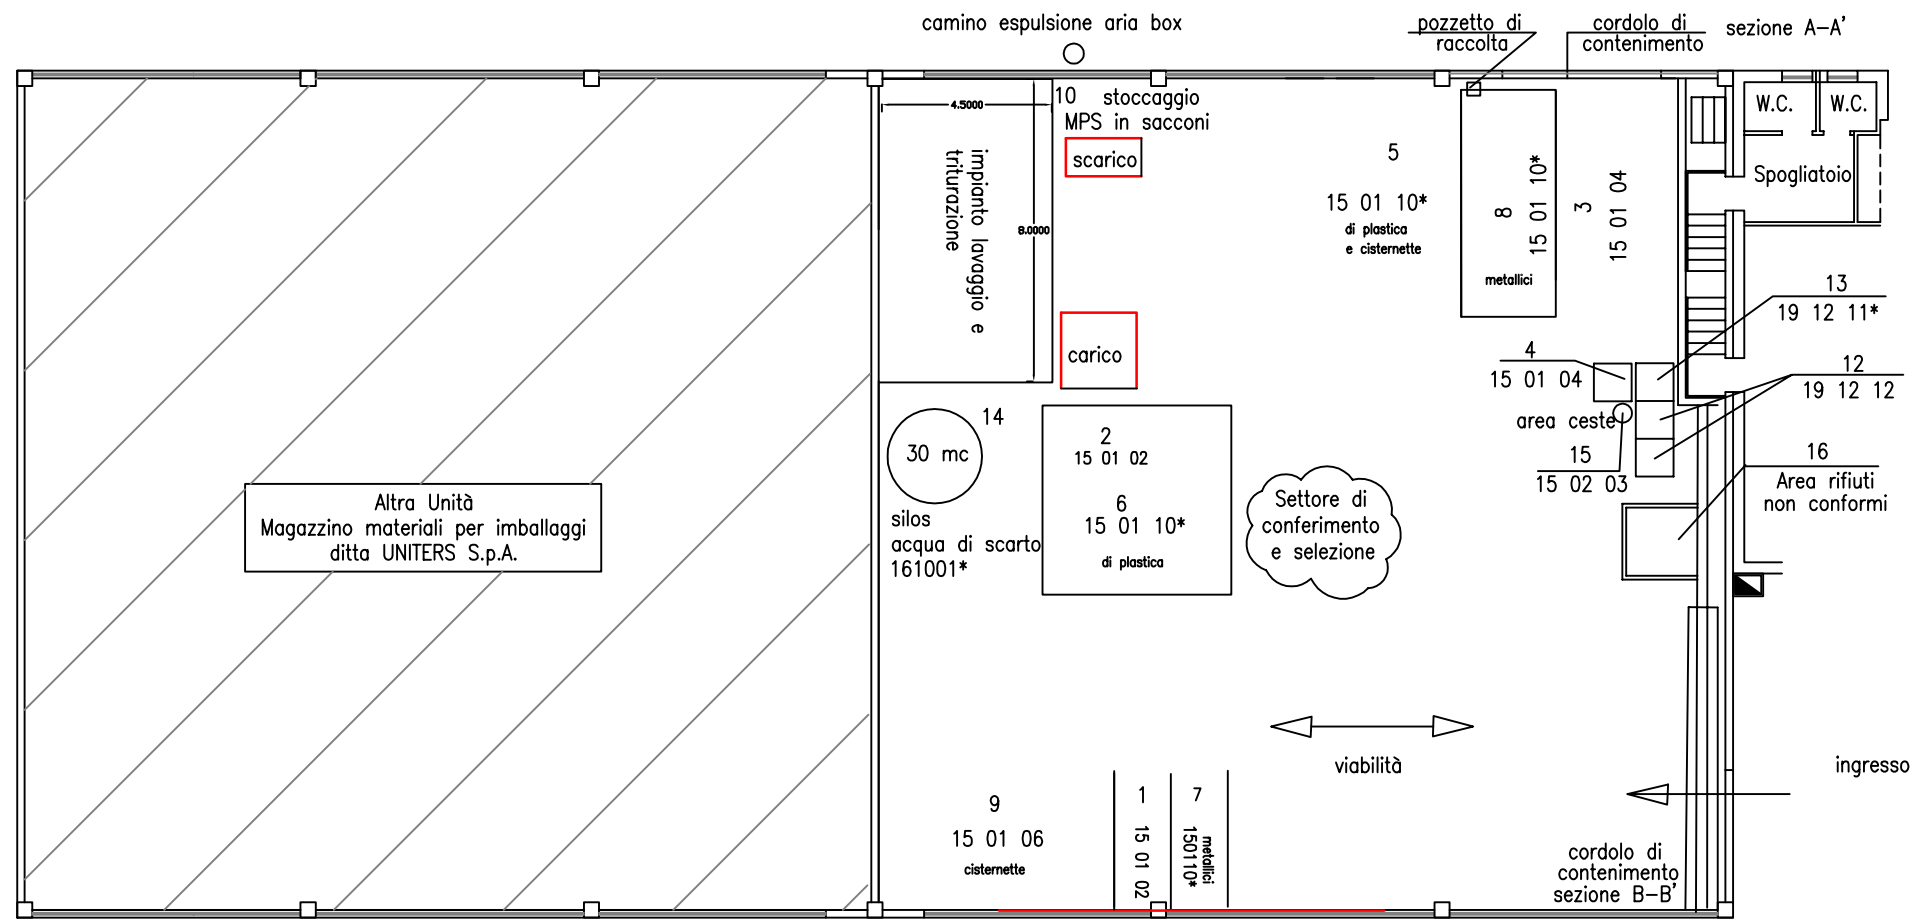 camino espulsione aria box
pozzetto di
raccolta
cordolo di
contenimento
sezione A-A'
4.5000
8.0000
impianto lavaggio e
triturazione
10 stoccaggio
MPS in sacconi
scarico
carico
5
15 01 10*
di plastica
e cisternette
8
15 01 10*
metallici
3
15 01 04
W.C.
W.C.
Spogliatoio
13
19 12 11*
4
15 01 04
12
19 12 12
area ceste
15
15 02 03
16
Area rifiuti
non conformi
14
30 mc
silos
acqua di scarto
161001*
2
15 01 02
6
15 01 10*
di plastica
Settore di
conferimento
e selezione
Altra Unità
Magazzino materiali per imballaggi
ditta UNITERS S.p.A.
viabilità
ingresso
9
15 01 06
cisternette
1
15 01 02
7
metallici
150110*
cordolo di
contenimento
sezione B-B'